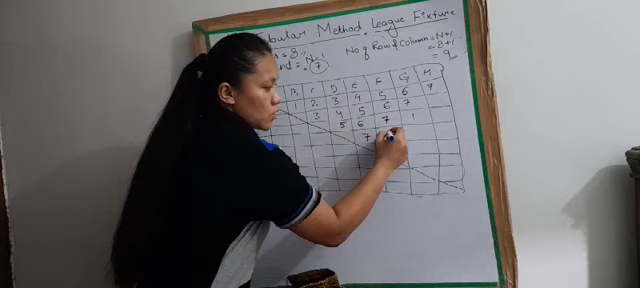 Tabular Method League Fixture
= 8 No of Row & Column = N+1
= N-1 = 8+1
= 7 = 9
B C D E F G H
1 2 3 4 5 6 7
3 4 5 6 7
5 6 7 1
7